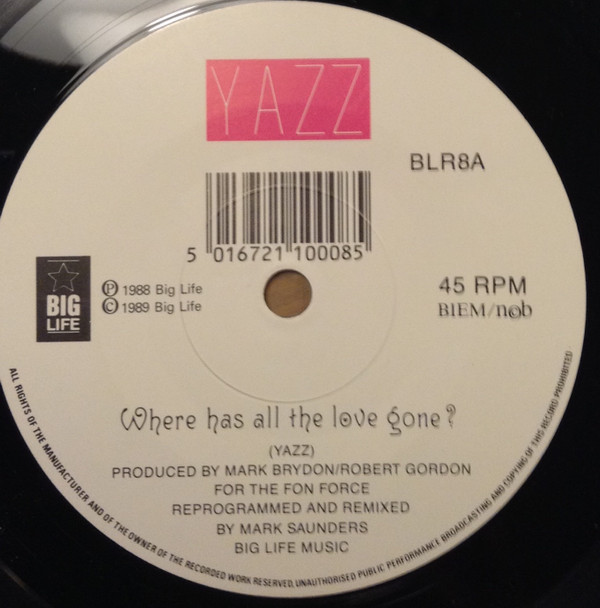 YAZZ
BLR8A
5 016721 100085
BIG
LIFE
℗ 1988 Big Life
© 1989 Big Life
45 RPM
BIEM/ncb
Where has all the love gone?
(YAZZ)
PRODUCED BY MARK BRYDON/ROBERT GORDON
FOR THE FON FORCE
REPROGRAMMED AND REMIXED
BY MARK SAUNDERS
BIG LIFE MUSIC
ALL RIGHTS OF THE MANUFACTURER AND OF THE OWNER OF THE RECORDED WORK RESERVED, UNAUTHORISED PUBLIC PERFORMANCE BROADCASTING AND COPYING OF THIS RECORD PROHIBITED